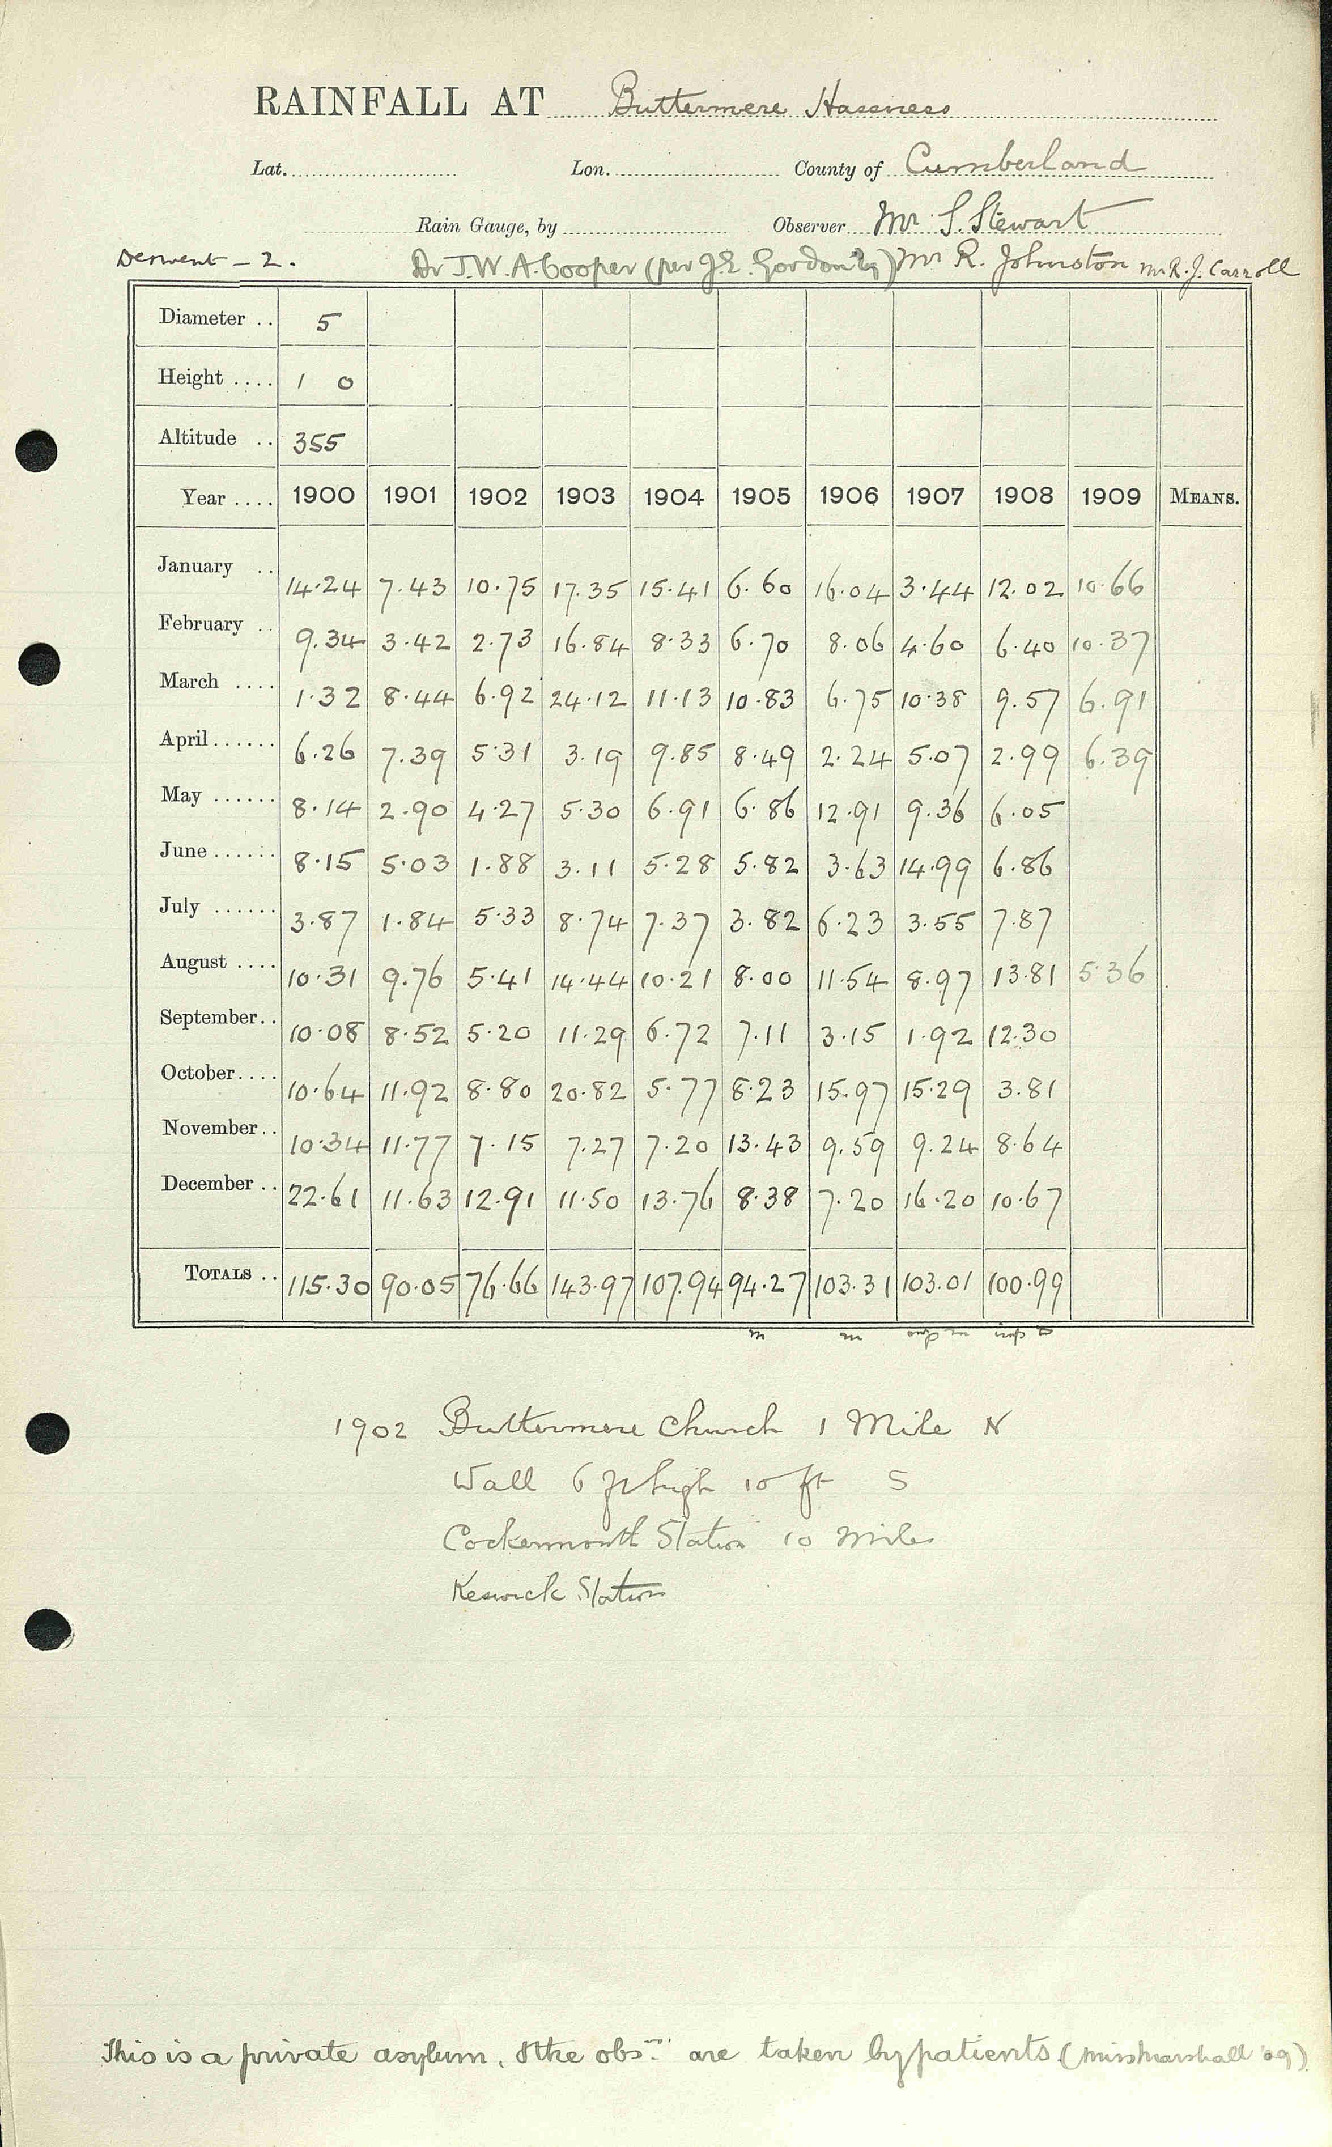 RAINFALL AT Buttermere Hassness
Lat. Lon. County of Cumberland
Rain Gauge, by Observer Mr S. Stewart
Derwent – 2. Dr J.W.A. Cooper (per J.E. Gordon Esq) Mr R. Johnston Mr R.J. Carroll
Diameter .. 5
Height .... 1 0
Altitude .. 355
Year .... 1900 1901 1902 1903 1904 1905 1906 1907 1908 1909 MEANS.
January .. 14.24 7.43 10.75 17.35 15.41 6.60 16.04 3.44 12.02 10.66
February .. 9.34 3.42 2.73 16.84 8.33 6.70 8.06 4.60 6.40 10.37
March .... 1.32 8.44 6.92 24.12 11.13 10.83 6.75 10.38 9.57 6.91
April...... 6.26 7.39 5.31 3.19 9.85 8.49 2.24 5.07 2.99 6.39
May ...... 8.14 2.90 4.27 5.30 6.91 6.86 12.91 9.36 6.05
June...... 8.15 5.03 1.88 3.11 5.28 5.82 3.63 14.99 6.86
July ...... 3.87 1.84 5.33 8.74 7.37 3.82 6.23 3.55 7.87
August .... 10.31 9.76 5.41 14.44 10.21 8.00 11.54 8.97 13.81 5.36
September.. 10.08 8.52 5.20 11.29 6.72 7.11 3.15 1.92 12.30
October.... 10.64 11.92 8.80 20.82 5.77 8.23 15.97 15.29 3.81
November.. 10.34 11.77 7.15 7.27 7.20 13.43 9.59 9.24 8.64
December .. 22.61 11.63 12.91 11.50 13.76 8.38 7.20 16.20 10.67
TOTALS .. 115.30 90.05 76.66 143.97 107.94 94.27 103.31 103.01 100.99
m m
1902 Buttermere Church 1 Mile N
Wall 6 ft high 10 ft S
Cockermouth Station 10 Miles
Keswick Station
This is a private asylum, & the obsns. are taken by patients. (Miss Marshall '09)